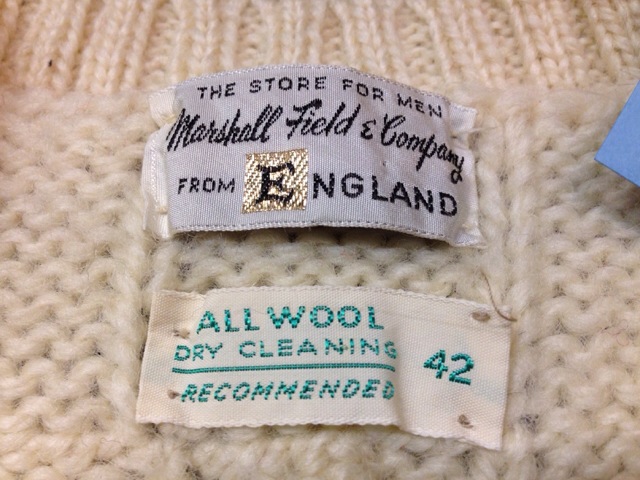 THE STORE FOR MEN
Marshall Field & Company
FROM ENGLAND
ALL WOOL
DRY CLEANING
RECOMMENDED
42